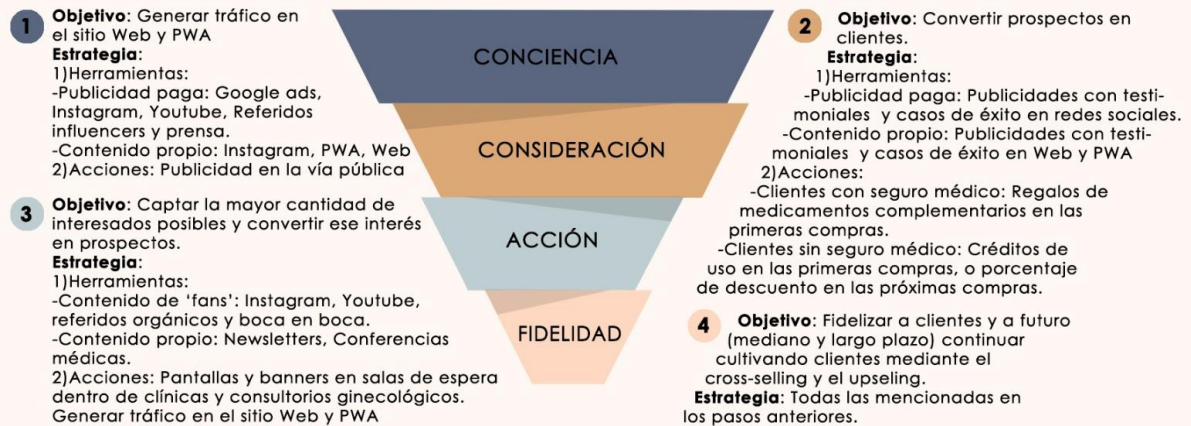 1
Objetivo: Generar tráfico en
el sitio Web y PWA
Estrategia:
1)Herramientas:
-Publicidad paga: Google ads,
Instagram, Youtube, Referidos
influencers y prensa.
-Contenido propio: Instagram, PWA, Web
2)Acciones: Publicidad en la vía pública
CONCIENCIA
2
Objetivo: Convertir prospectos en
clientes.
Estrategia:
1)Herramientas:
-Publicidad paga: Publicidades con testi-
moniales y casos de éxito en redes sociales.
-Contenido propio: Publicidades con testi-
moniales y casos de éxito en Web y PWA
2)Acciones:
-Clientes con seguro médico: Regalos de
medicamentos complementarios en las
primeras compras.
-Clientes sin seguro médico: Créditos de
uso en las primeras compras, o porcentaje
de descuento en las próximas compras.
CONSIDERACIÓN
3
Objetivo: Captar la mayor cantidad de
interesados posibles y convertir ese interés
en prospectos.
Estrategia:
1)Herramientas:
-Contenido de ‘fans’: Instagram, Youtube,
referidos orgánicos y boca en boca.
-Contenido propio: Newsletters, Conferencias
médicas.
2)Acciones: Pantallas y banners en salas de espera
dentro de clínicas y consultorios ginecológicos.
Generar tráfico en el sitio Web y PWA
ACCIÓN
FIDELIDAD
4
Objetivo: Fidelizar a clientes y a futuro
(mediano y largo plazo) continuar
cultivando clientes mediante el
cross-selling y el upseling.
Estrategia: Todas las mencionadas en
los pasos anteriores.